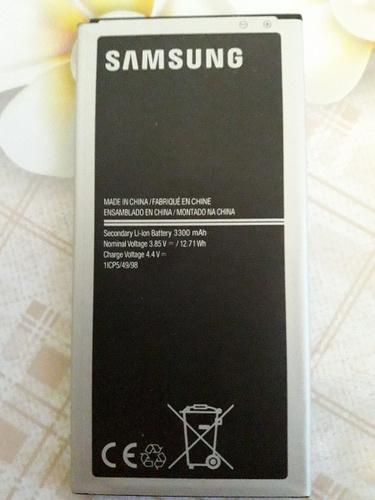 SAMSUNG
MADE IN CHINA / FABRIQUÉ EN CHINE
ENSAMBLADO EN CHINA / MONTADO NA CHINA
Secondary Li-ion Battery 3300 mAh
Nominal Voltage 3.85 V ⎓ / 12.71 Wh
Charge Voltage 4.4 V ⎓
1ICP5/49/98
CE